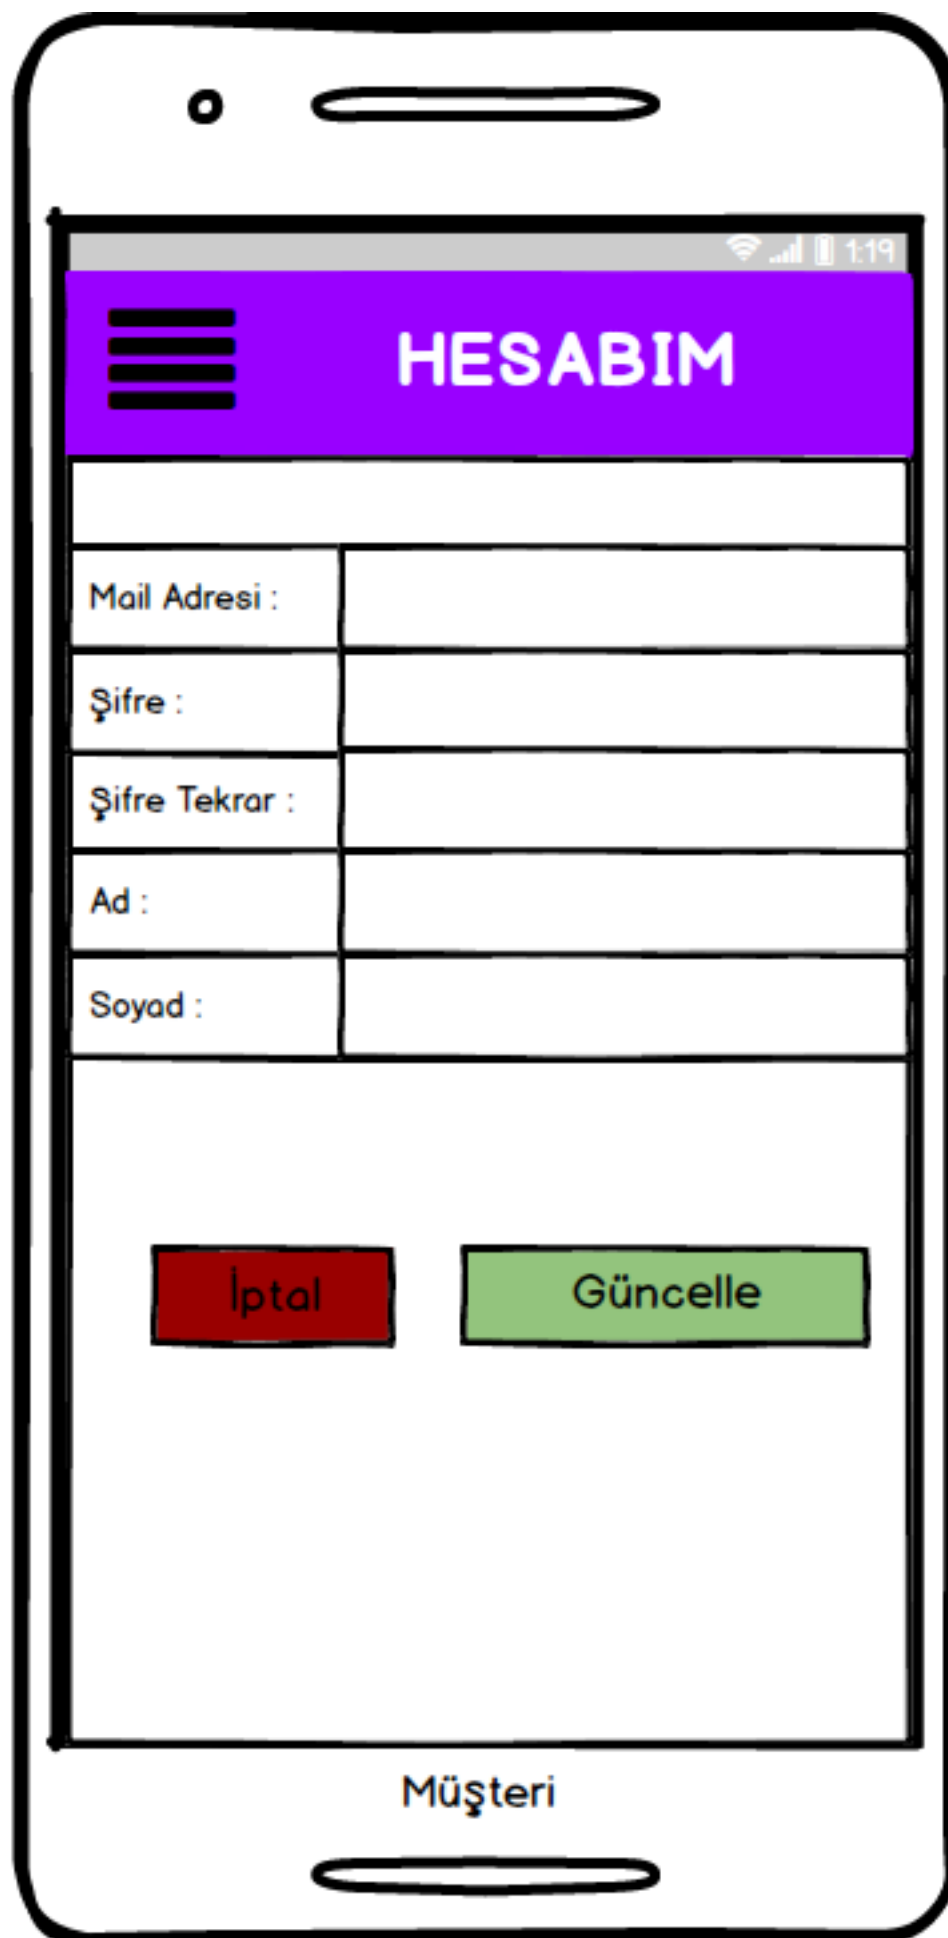 1:19
HESABIM
Mail Adresi :
Şifre :
Şifre Tekrar :
Ad :
Soyad :
İptal
Güncelle
Müşteri